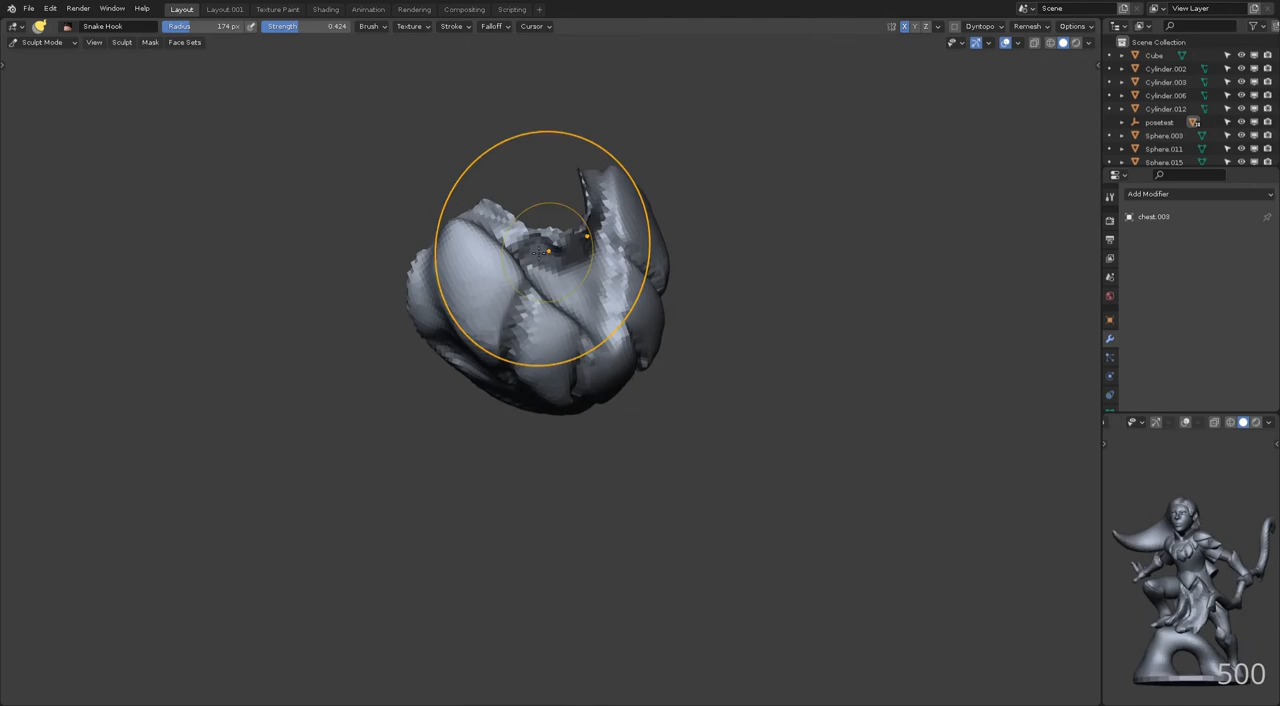 File Edit Render Window Help Layout Layout.001 Texture Paint Shading Animation Rendering Compositing Scripting + Scene View Layer
Snake Hook Radius 174 px Strength 0.424 Brush Texture Stroke Falloff Cursor X Y Z Dyntopo Remesh Options
Sculpt Mode View Sculpt Mask Face Sets
Scene Collection
Cube
Cylinder.002
Cylinder.003
Cylinder.006
Cylinder.012
posetest
Sphere.003
Sphere.011
Sphere.015
Add Modifier
chest.003
500